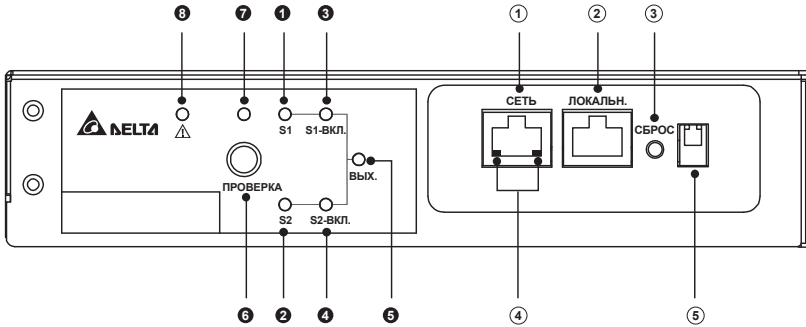 8 7 1 3 1 2 3
СЕТЬ ЛОКАЛЬН.
DELTA S1 S1-ВКЛ. СБРОС
ВЫХ.
ПРОВЕРКА
S2 S2-ВКЛ.
6 2 4 5 4 5